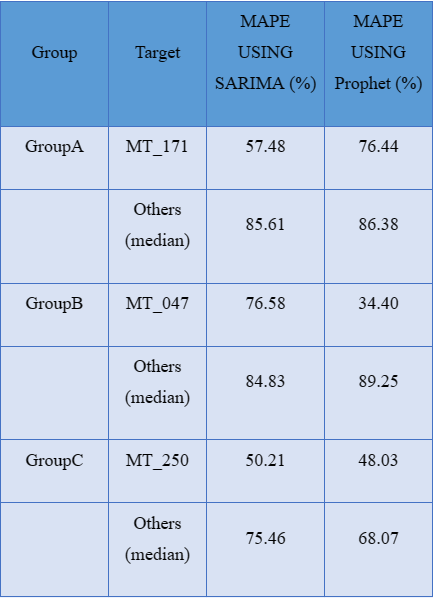 Group Target MAPE USING SARIMA (%) MAPE USING Prophet (%)
GroupA MT_171 57.48 76.44
Others (median) 85.61 86.38
GroupB MT_047 76.58 34.40
Others (median) 84.83 89.25
GroupC MT_250 50.21 48.03
Others (median) 75.46 68.07